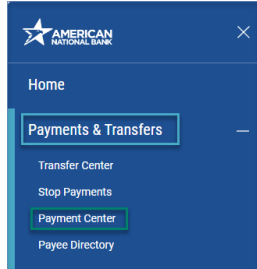 AMERICAN
NATIONAL BANK
Home
Payments & Transfers
Transfer Center
Stop Payments
Payment Center
Payee Directory